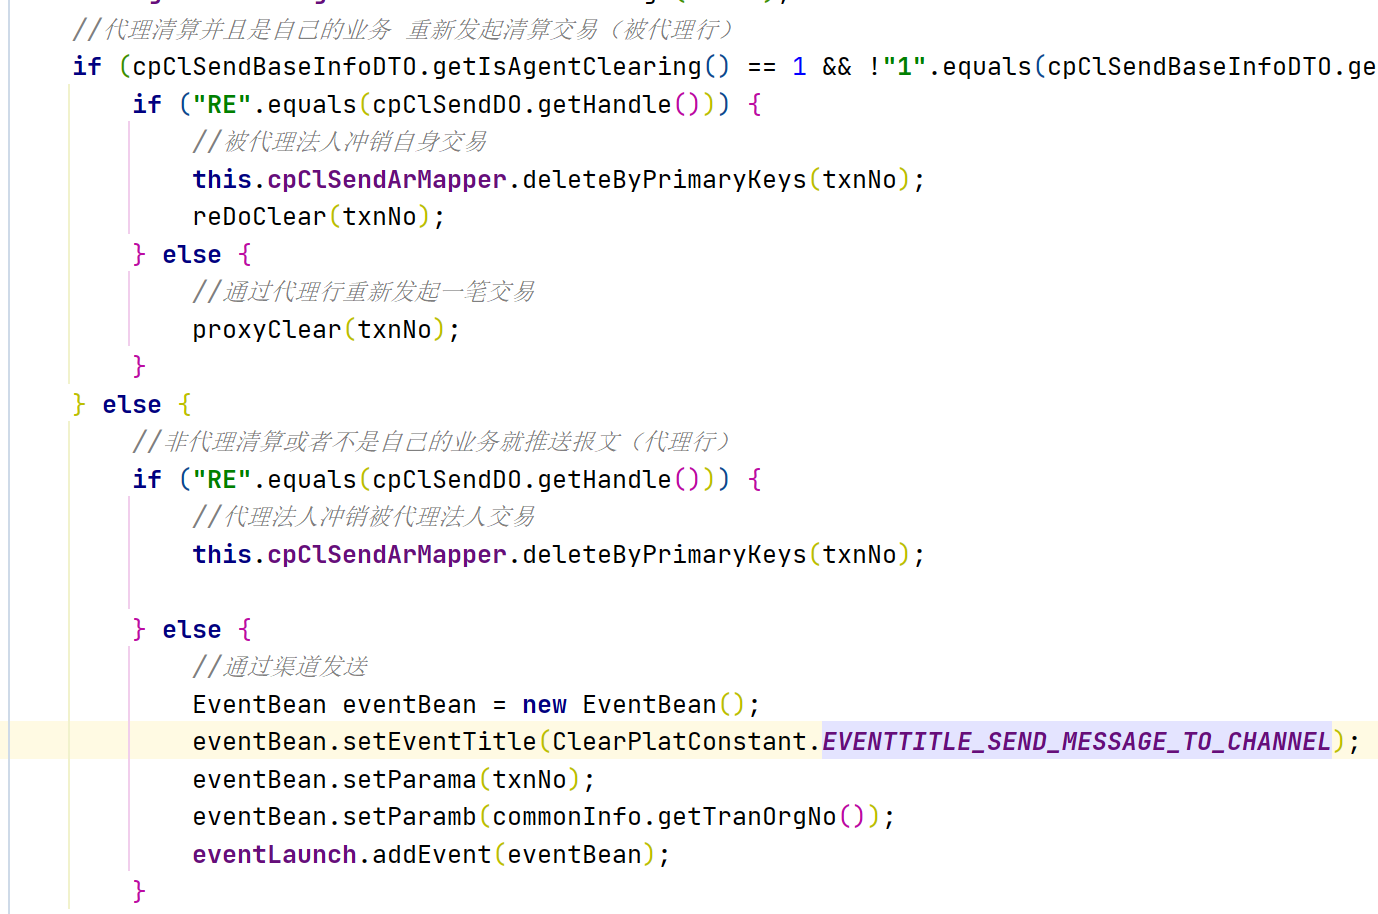 //代理清算并且是自己的业务 重新发起清算交易（被代理行）
if (cpClSendBaseInfoDTO.getIsAgentClearing() == 1 && !"1".equals(cpClSendBaseInfoDTO.ge
if ("RE".equals(cpClSendDO.getHandle())) {
//被代理法人冲销自身交易
this.cpClSendArMapper.deleteByPrimaryKeys(txnNo);
reDoClear(txnNo);
} else {
//通过代理行重新发起一笔交易
proxyClear(txnNo);
}
} else {
//非代理清算或者不是自己的业务就推送报文（代理行）
if ("RE".equals(cpClSendDO.getHandle())) {
//代理法人冲销被代理法人交易
this.cpClSendArMapper.deleteByPrimaryKeys(txnNo);
} else {
//通过渠道发送
EventBean eventBean = new EventBean();
eventBean.setEventTitle(ClearPlatConstant.EVENTTITLE_SEND_MESSAGE_TO_CHANNEL);
eventBean.setParama(txnNo);
eventBean.setParamb(commonInfo.getTranOrgNo());
eventLaunch.addEvent(eventBean);
}